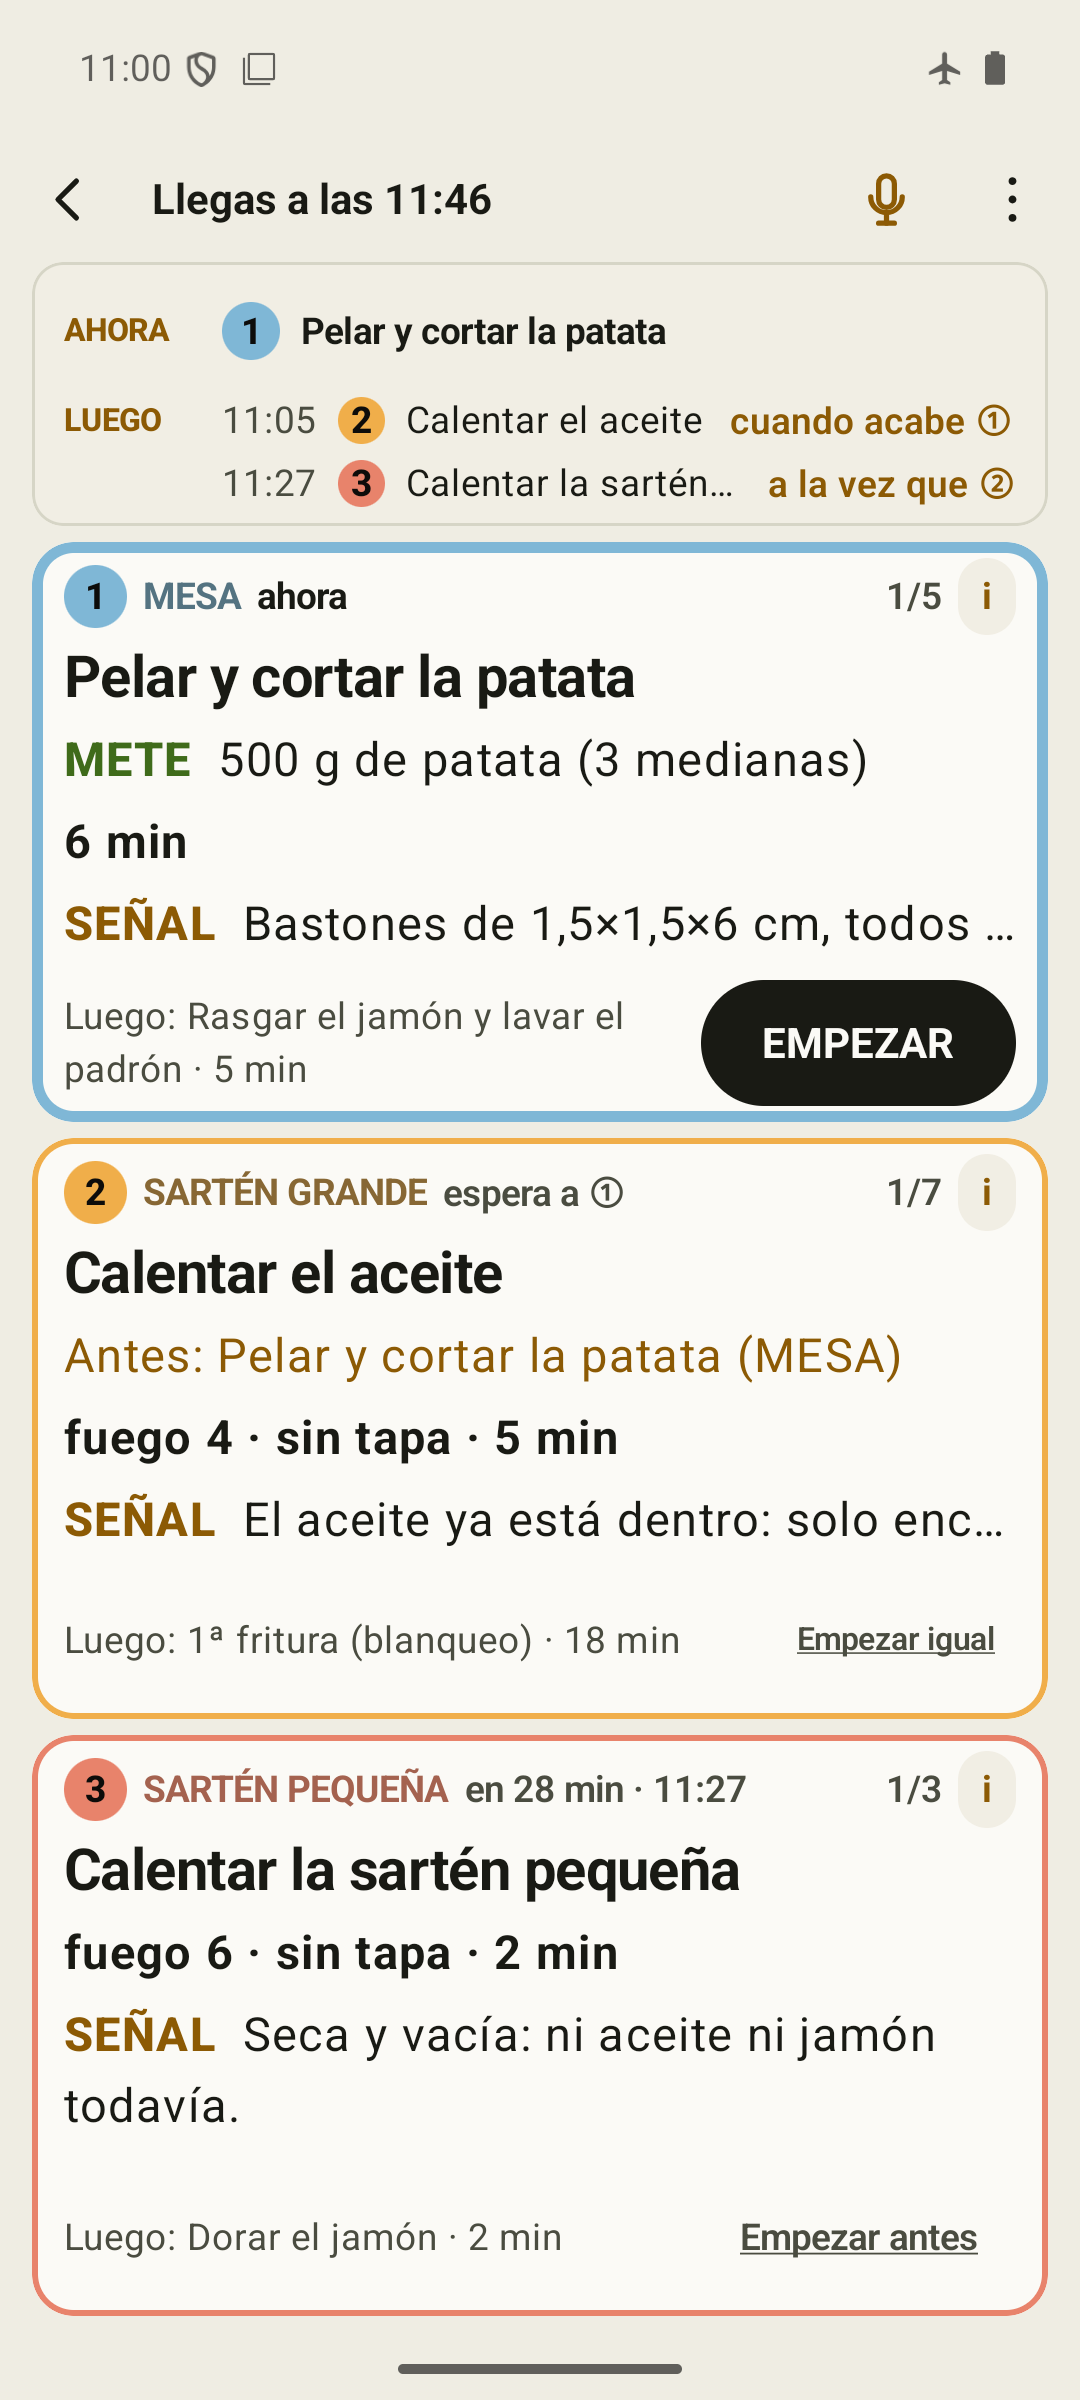 11:00
Llegas a las 11:46
AHORA 1 Pelar y cortar la patata
LUEGO 11:05 2 Calentar el aceite cuando acabe ①
11:27 3 Calentar la sartén… a la vez que ②
1 MESA ahora 1/5 i
Pelar y cortar la patata
METE 500 g de patata (3 medianas)
6 min
SEÑAL Bastones de 1,5×1,5×6 cm, todos …
Luego: Rasgar el jamón y lavar el
padrón · 5 min
EMPEZAR
2 SARTÉN GRANDE espera a ① 1/7 i
Calentar el aceite
Antes: Pelar y cortar la patata (MESA)
fuego 4 · sin tapa · 5 min
SEÑAL El aceite ya está dentro: solo enc…
Luego: 1ª fritura (blanqueo) · 18 min Empezar igual
3 SARTÉN PEQUEÑA en 28 min · 11:27 1/3 i
Calentar la sartén pequeña
fuego 6 · sin tapa · 2 min
SEÑAL Seca y vacía: ni aceite ni jamón
todavía.
Luego: Dorar el jamón · 2 min Empezar antes